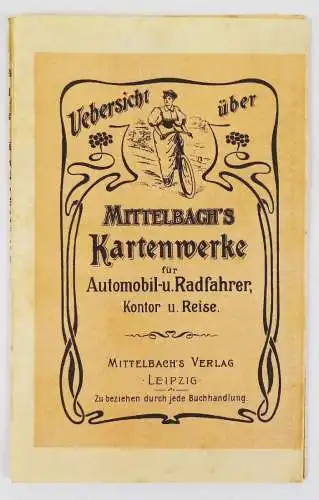 Uebersicht über
MITTELBACH'S
Kartenwerke
für
Automobil-u. Radfahrer,
Kontor u. Reise.
MITTELBACH'S VERLAG
· LEIPZIG ·
Zu beziehen durch jede Buchhandlung.